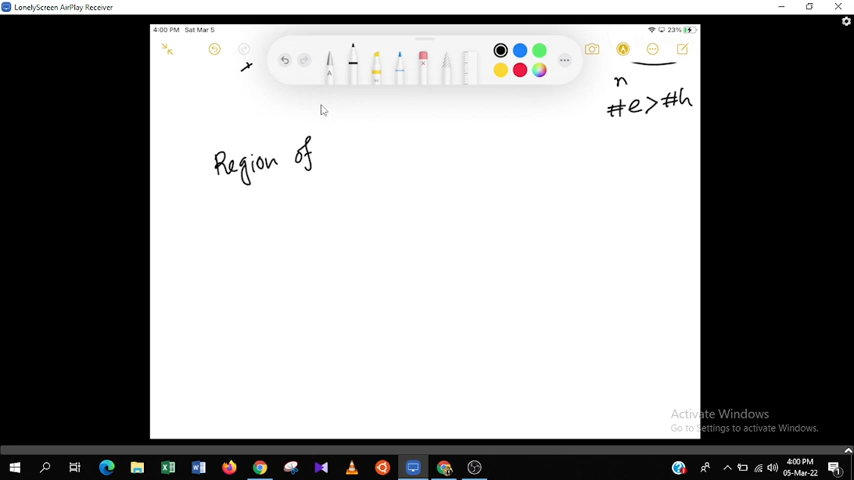 LonelyScreen AirPlay Receiver
4:00 PM Sat Mar 5
23%
A
n
#e>#h
Region of
Activate Windows
Go to Settings to activate Windows.
4:00 PM
05-Mar-22